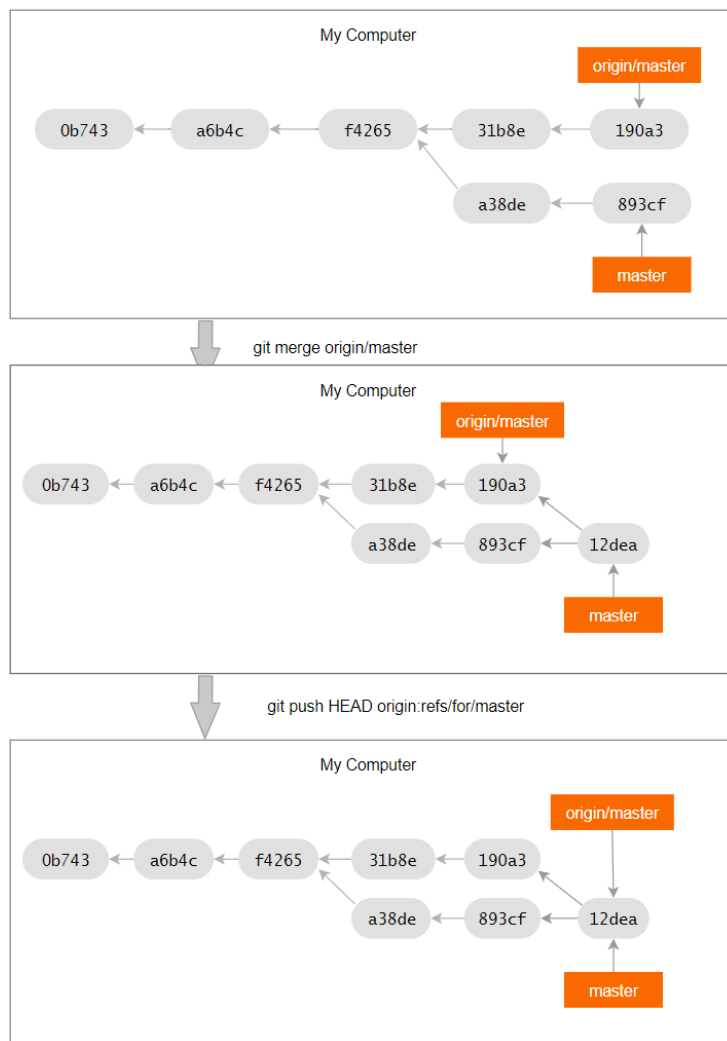 My Computer
origin/master
0b743 a6b4c f4265 31b8e 190a3
a38de 893cf
master
git merge origin/master
My Computer
origin/master
0b743 a6b4c f4265 31b8e 190a3
a38de 893cf 12dea
master
git push HEAD origin:refs/for/master
My Computer
origin/master
0b743 a6b4c f4265 31b8e 190a3
a38de 893cf 12dea
master